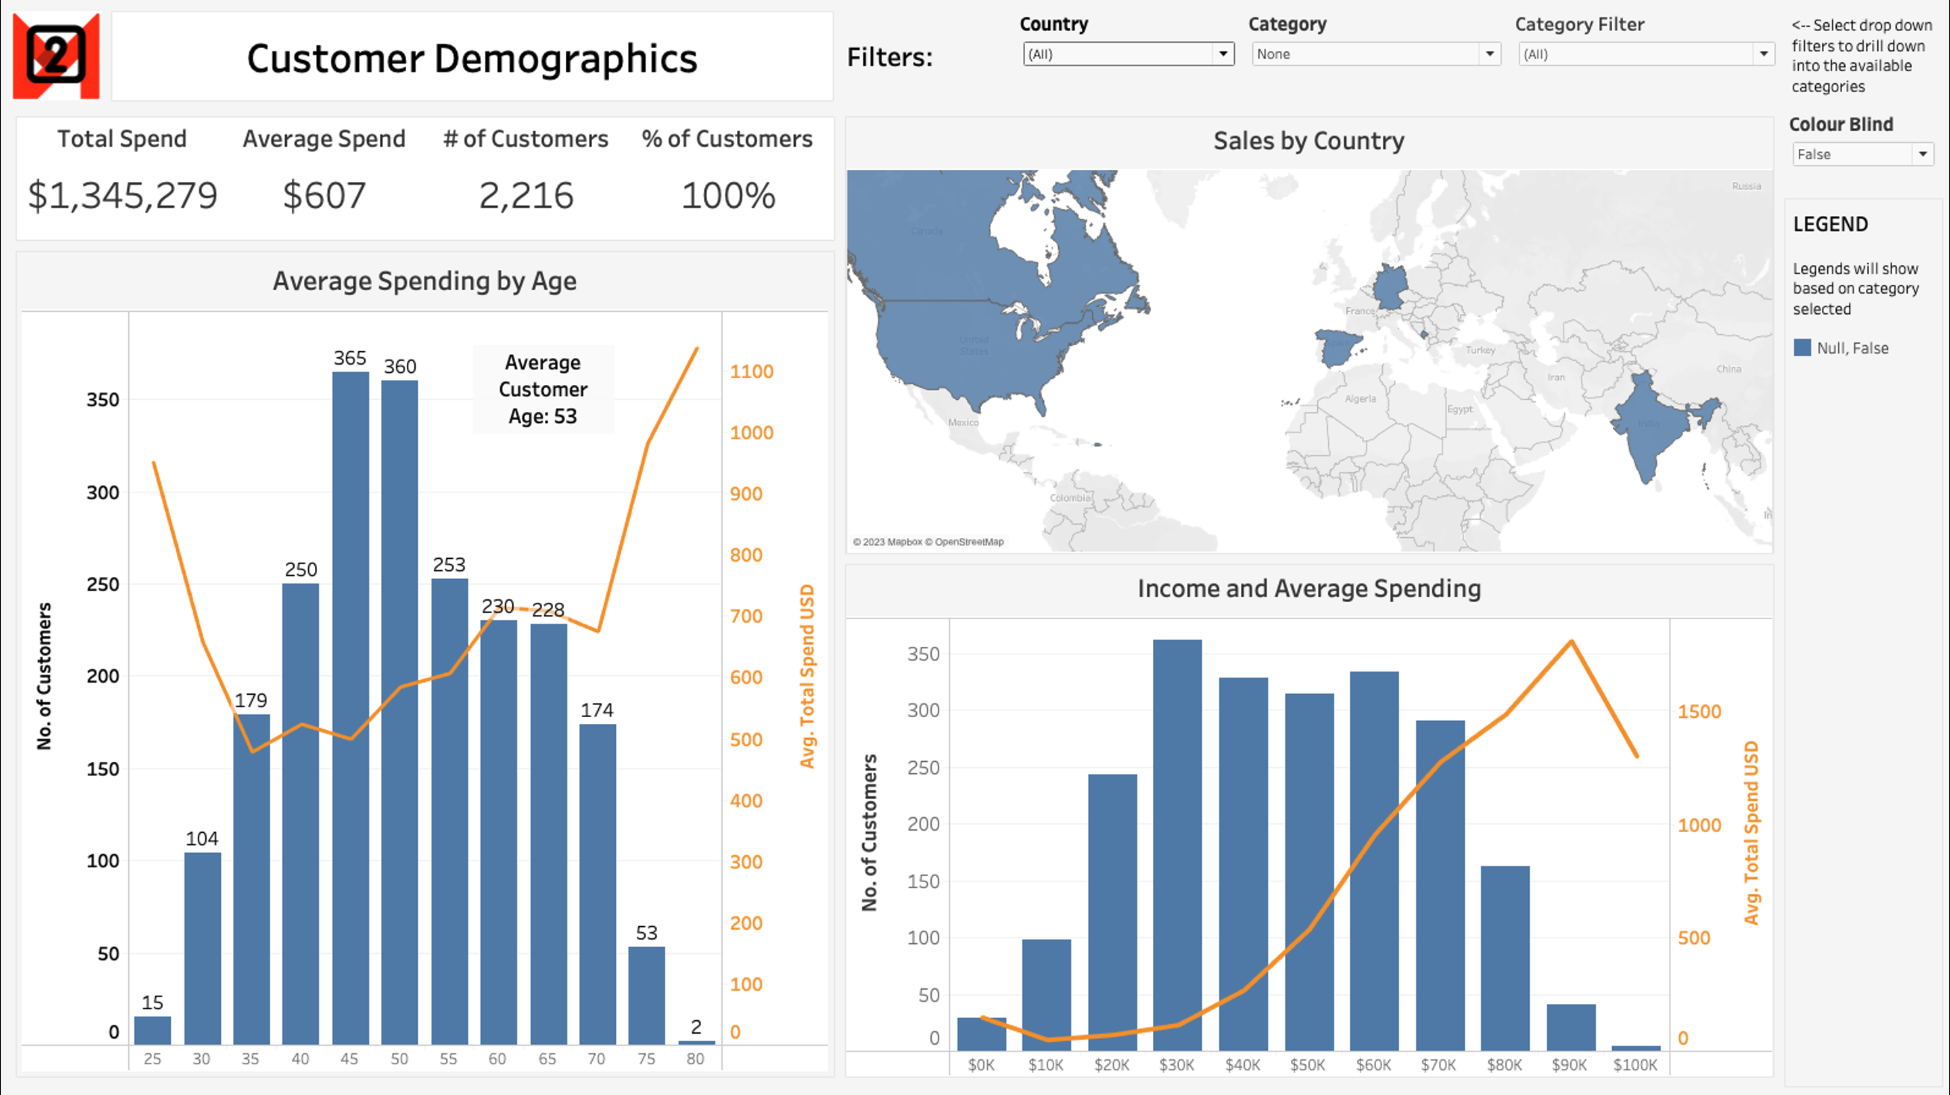 2
Customer Demographics
Filters:
Country
(All)
Category
None
Category Filter
(All)
<-- Select drop down
filters to drill down
into the available
categories
Colour Blind
False
Total Spend
Average Spend
# of Customers
% of Customers
$1,345,279
$607
2,216
100%
Average Spending by Age
Average
Customer
Age: 53
No. of Customers
350
300
250
200
150
100
50
0
15
104
179
250
365
360
253
230
228
174
53
2
1100
1000
900
800
700
600
500
400
300
200
100
0
Avg. Total Spend USD
25 30 35 40 45 50 55 60 65 70 75 80
Sales by Country
Canada
United
States
Mexico
Colombia
France
Algeria
Egypt
Turkey
Iran
India
China
Russia
© 2023 Mapbox © OpenStreetMap
Income and Average Spending
No. of Customers
350
300
250
200
150
100
50
0
1500
1000
500
0
Avg. Total Spend USD
$0K $10K $20K $30K $40K $50K $60K $70K $80K $90K $100K
LEGEND
Legends will show
based on category
selected
Null, False